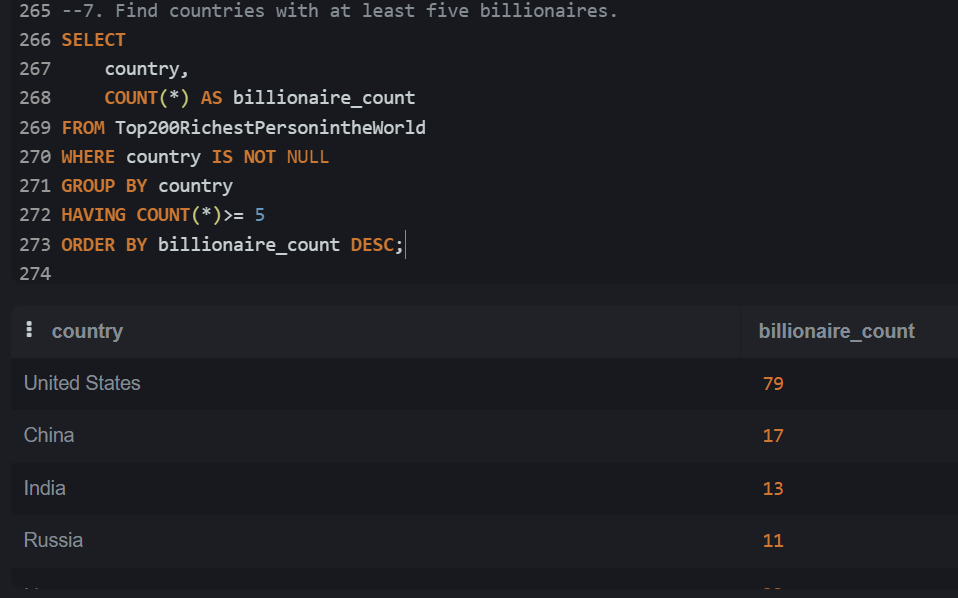 265 --7. Find countries with at least five billionaires.
266 SELECT
267     country,
268     COUNT(*) AS billionaire_count
269 FROM Top200RichestPersonintheWorld
270 WHERE country IS NOT NULL
271 GROUP BY country
272 HAVING COUNT(*)>= 5
273 ORDER BY billionaire_count DESC;
274
country billionaire_count
United States 79
China 17
India 13
Russia 11